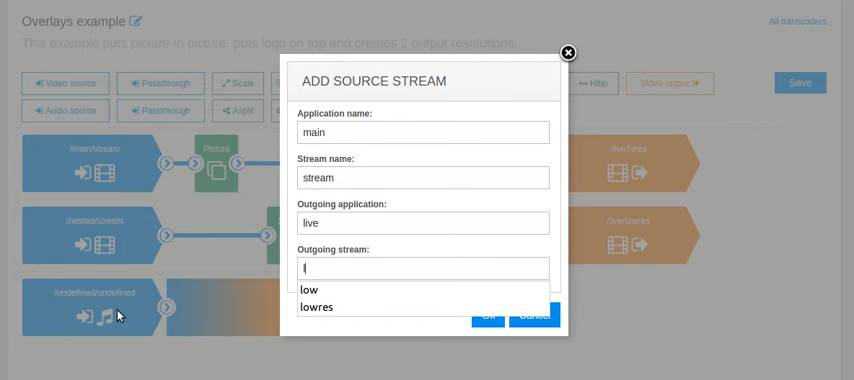 Overlays example
All transcoders
This example puts picture in picture, puts logo on top and creates 2 output resolutions.
Video source
Passthrough
Scale
Hflip
Video output
Save
Audio source
Passthrough
Asplit
ADD SOURCE STREAM
Application name:
main
Stream name:
stream
Outgoing application:
live
Outgoing stream:
l
low
lowres
Cancel
/main/stream
Picture
/live/hires
/nested/stream
/live/lowres
/undefined/undefined